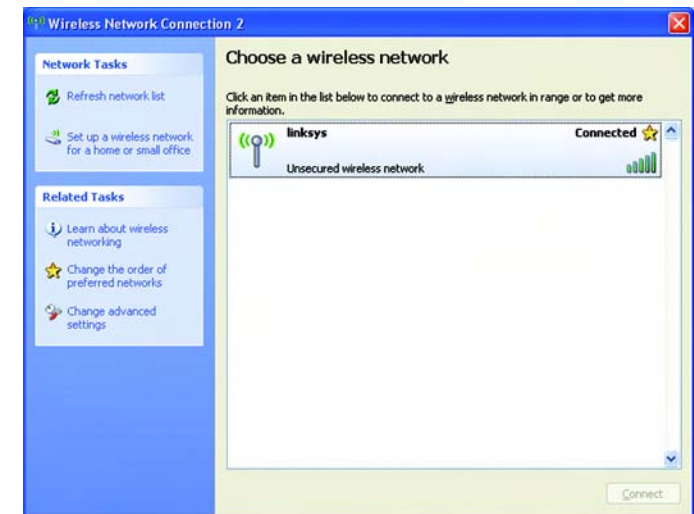 Wireless Network Connection 2
Network Tasks
Refresh network list
Set up a wireless network
for a home or small office
Related Tasks
Learn about wireless
networking
Change the order of
preferred networks
Change advanced
settings
Choose a wireless network
Click an item in the list below to connect to a wireless network in range or to get more
information.
linksys
Connected
Unsecured wireless network
Connect